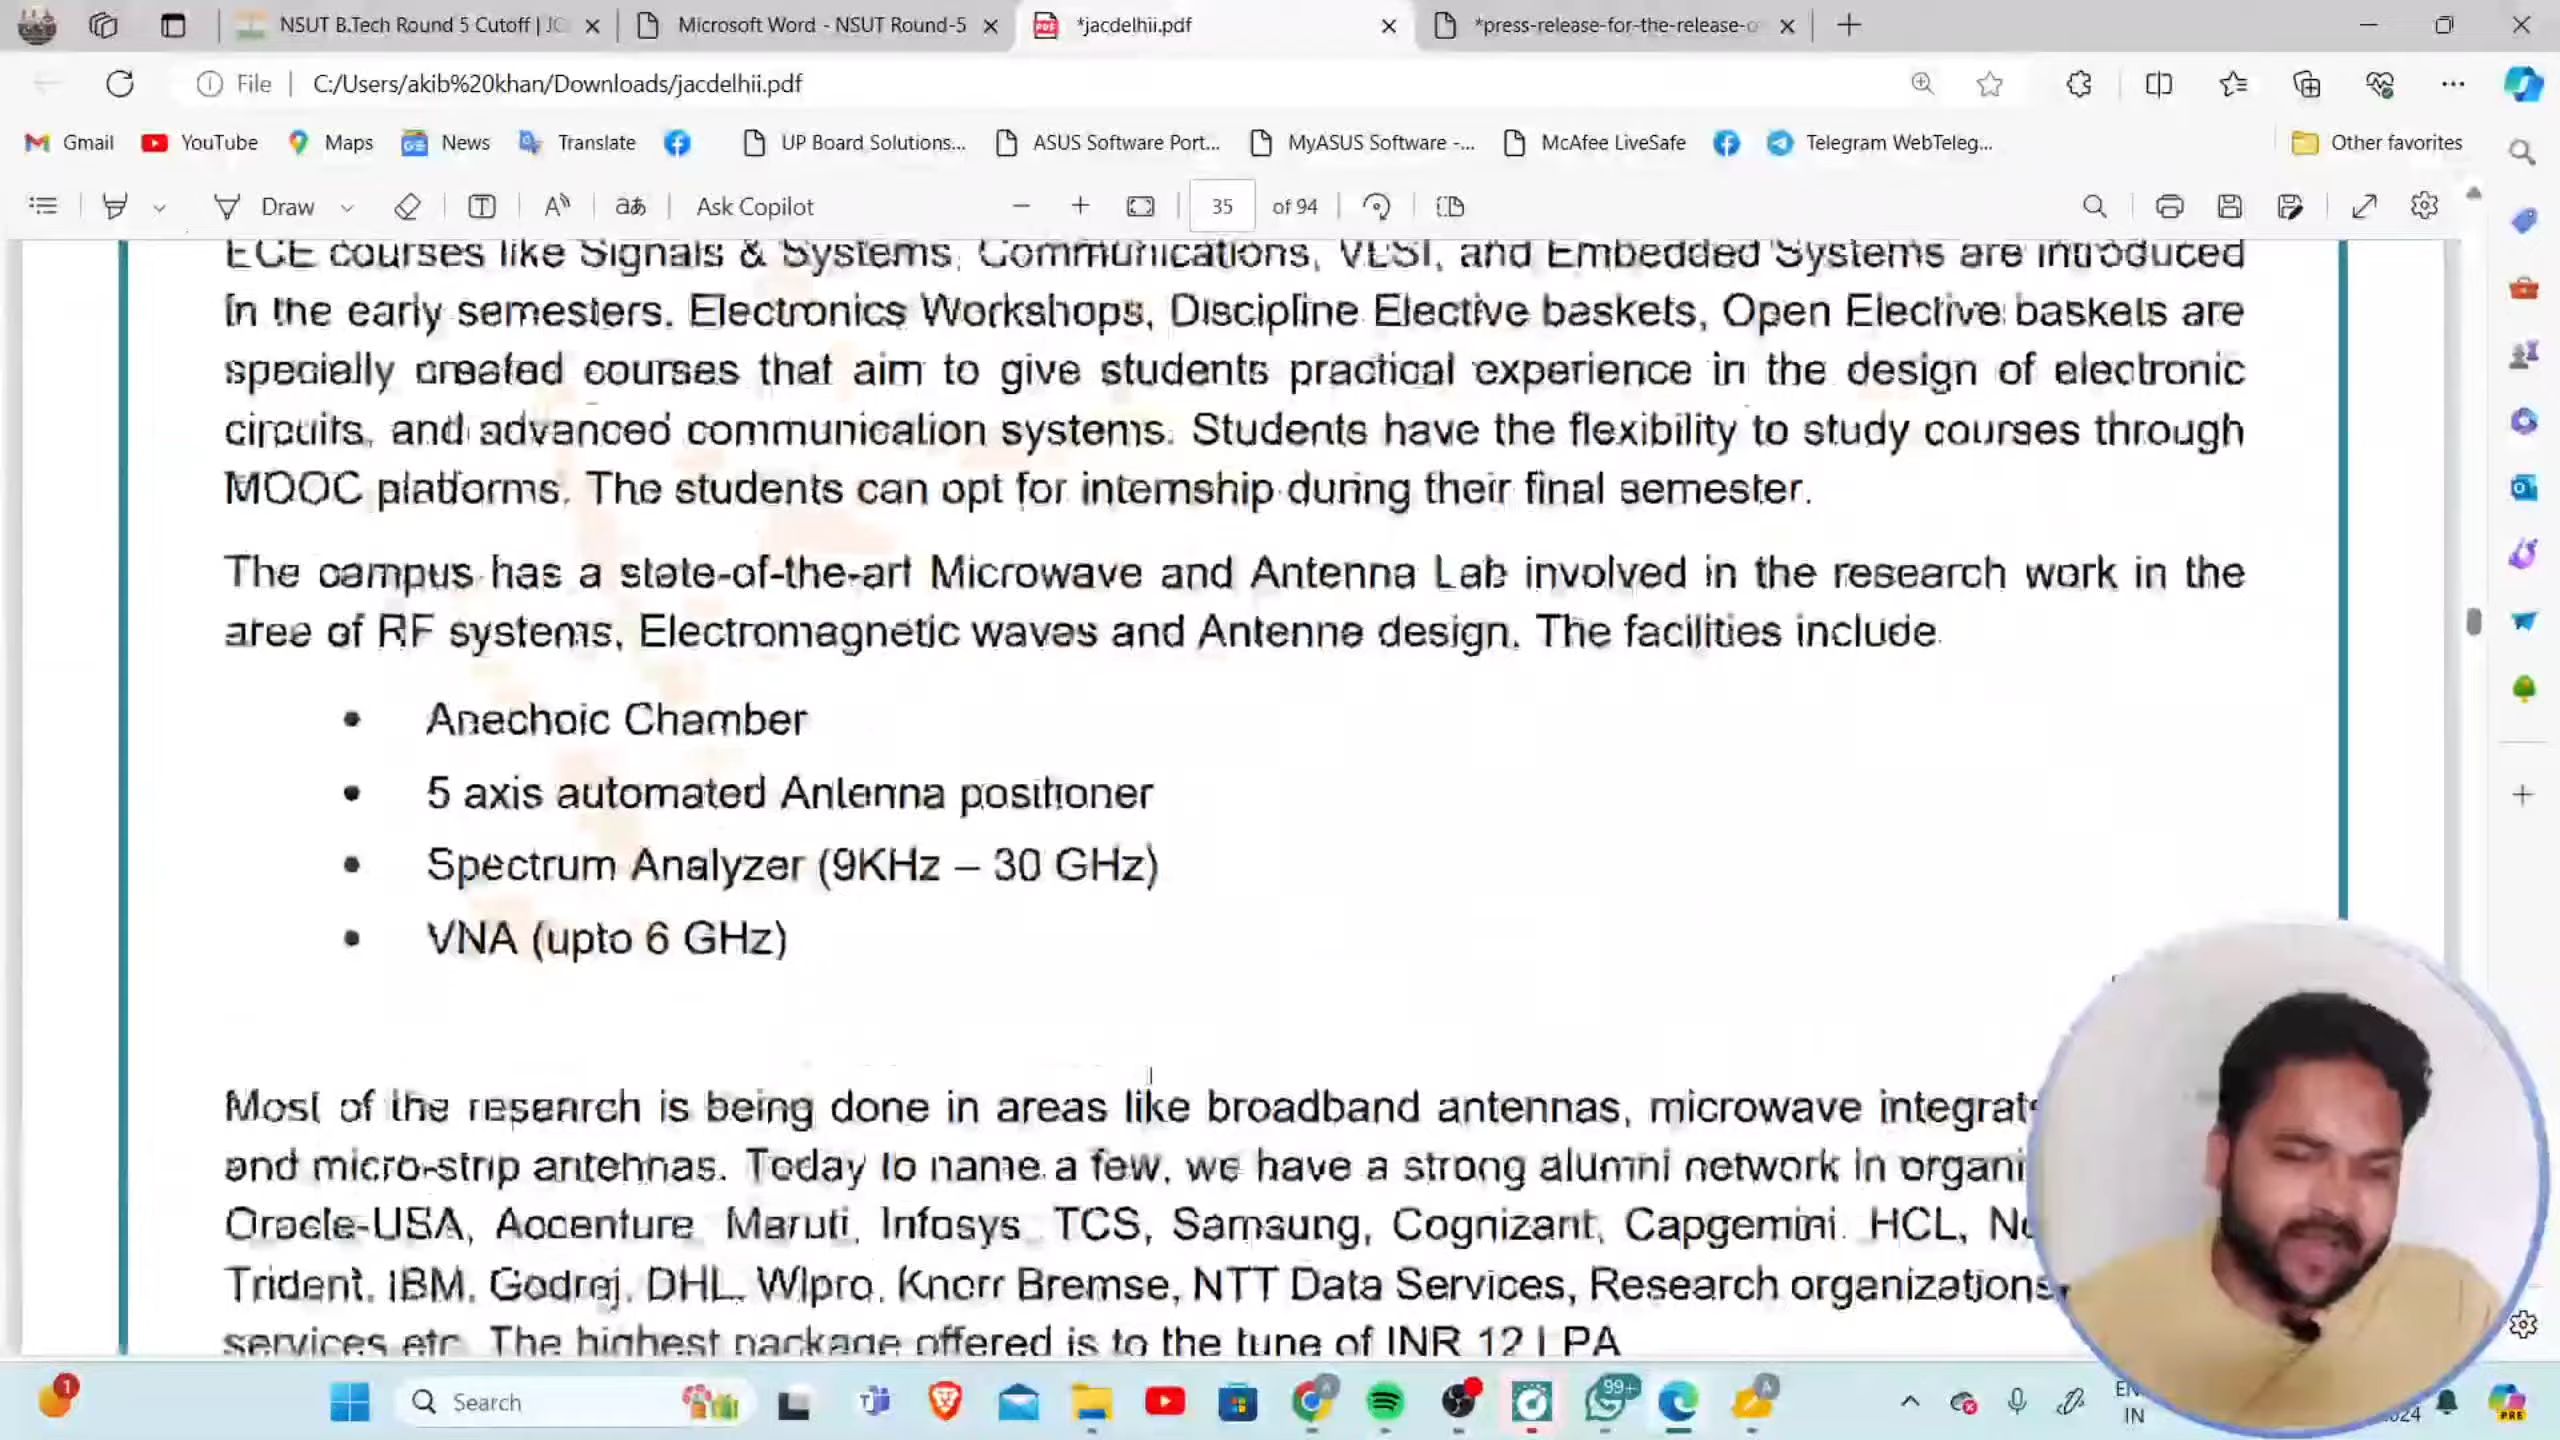 NSUT B.Tech Round 5 Cutoff | JC
Microsoft Word - NSUT Round-5
*jacdelhii.pdf
*press-release-for-the-release-o
File
C:/Users/akib%20khan/Downloads/jacdelhii.pdf
Gmail
YouTube
Maps
News
Translate
UP Board Solutions...
ASUS Software Port...
MyASUS Software -...
McAfee LiveSafe
Telegram WebTeleg...
Other favorites
Draw
Ask Copilot
35 of 94
ECE courses like Signals & Systems, Communications, VLSI, and Embedded Systems are introduced
in the early semesters. Electronics Workshops, Discipline Elective baskets, Open Elective baskets are
specially created courses that aim to give students practical experience in the design of electronic
circuits, and advanced communication systems. Students have the flexibility to study courses through
MOOC platforms. The students can opt for internship during their final semester.
The campus has a state-of-the-art Microwave and Antenna Lab involved in the research work in the
area of RF systems, Electromagnetic waves and Antenna design. The facilities include
• Anechoic Chamber
• 5 axis automated Antenna positioner
• Spectrum Analyzer (9KHz – 30 GHz)
• VNA (upto 6 GHz)
Most of the research is being done in areas like broadband antennas, microwave integrat
and micro-strip antennas. Today to name a few, we have a strong alumni network in organi
Oracle-USA, Accenture, Maruti, Infosys, TCS, Samsung, Cognizant, Capgemini, HCL,
Trident, IBM, Godrej, DHL, Wipro, Knorr Bremse, NTT Data Services, Research organizations
services etc. The highest package offered is to the tune of INR 12 LPA
1
Search
99+
EN
IN